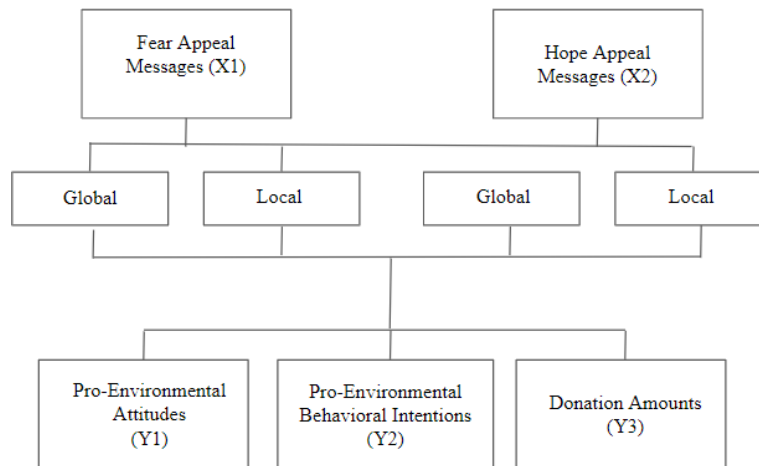 Fear Appeal
Messages (X1)
Hope Appeal
Messages (X2)
Global
Local
Global
Local
Pro-Environmental
Attitudes
(Y1)
Pro-Environmental
Behavioral Intentions
(Y2)
Donation Amounts
(Y3)